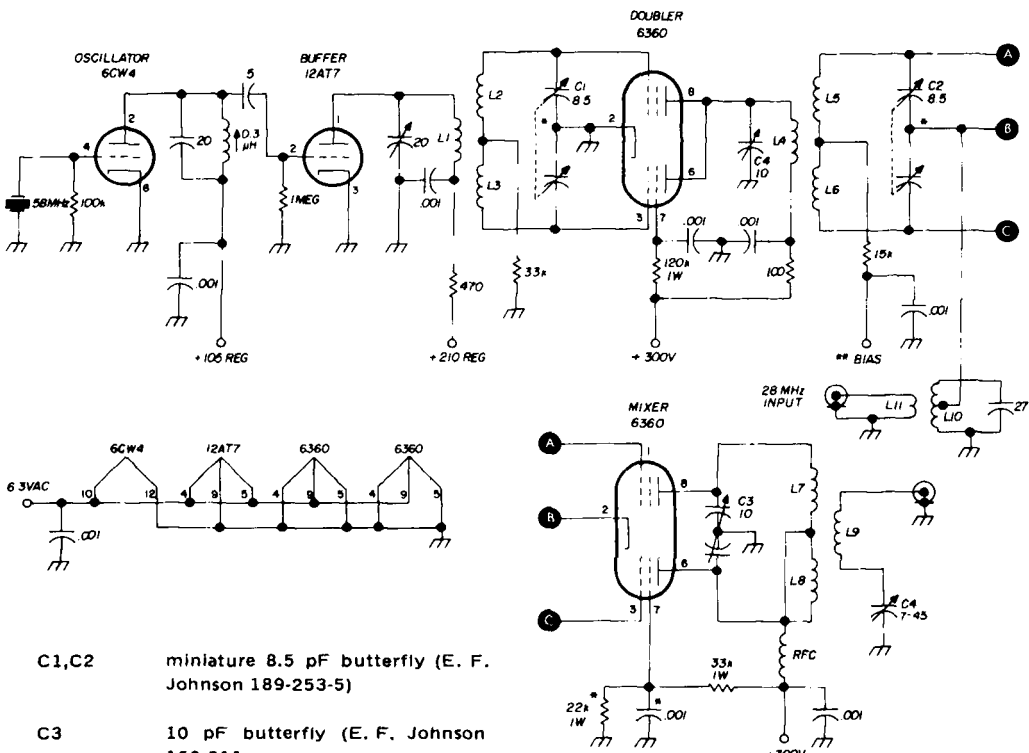 DOUBLER
6360
OSCILLATOR
6CW4
BUFFER
12AT7
5
2
4
6
20
0.3
μH
58MHz
100k
.001
+105 REG
1
2
3
1MEG
20
L1
.001
470
+210 REG
L2
L3
33k
C1
8.5
*
2
8
6
3
7
C4
10
L4
.001
.001
120k
1W
100
+300V
L5
L6
C2
8.5
*
15k
.001
** BIAS
A
B
C
28 MHz
INPUT
L11
L10
27
6CW4
12AT7
6360
6360
6 3VAC
10
12
4
9
5
4
9
5
4
9
5
.001
MIXER
6360
A
B
C
2
8
6
3
7
C3
10
L7
L8
L9
C4
7-45
RFC
33k
1W
22k
1W
*
*
.001
.001
+300V
C1,C2 miniature 8.5 pF butterfly (E. F.
Johnson 189-253-5)
C3 10 pF butterfly (E. F. Johnson